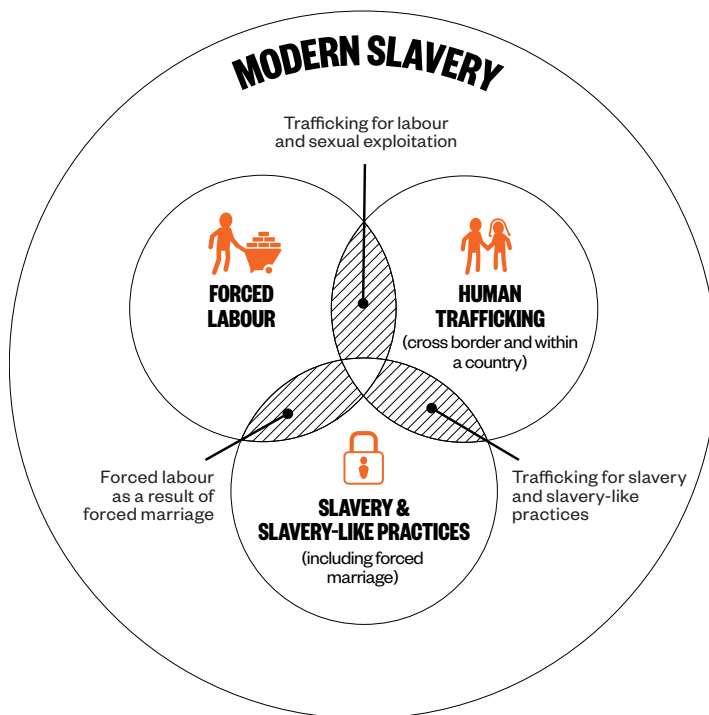 MODERN SLAVERY
Trafficking for labour
and sexual exploitation
FORCED
LABOUR
HUMAN
TRAFFICKING
(cross border and within
a country)
Forced labour
as a result of
forced marriage
SLAVERY &
SLAVERY-LIKE PRACTICES
(including forced
marriage)
Trafficking for slavery
and slavery-like
practices